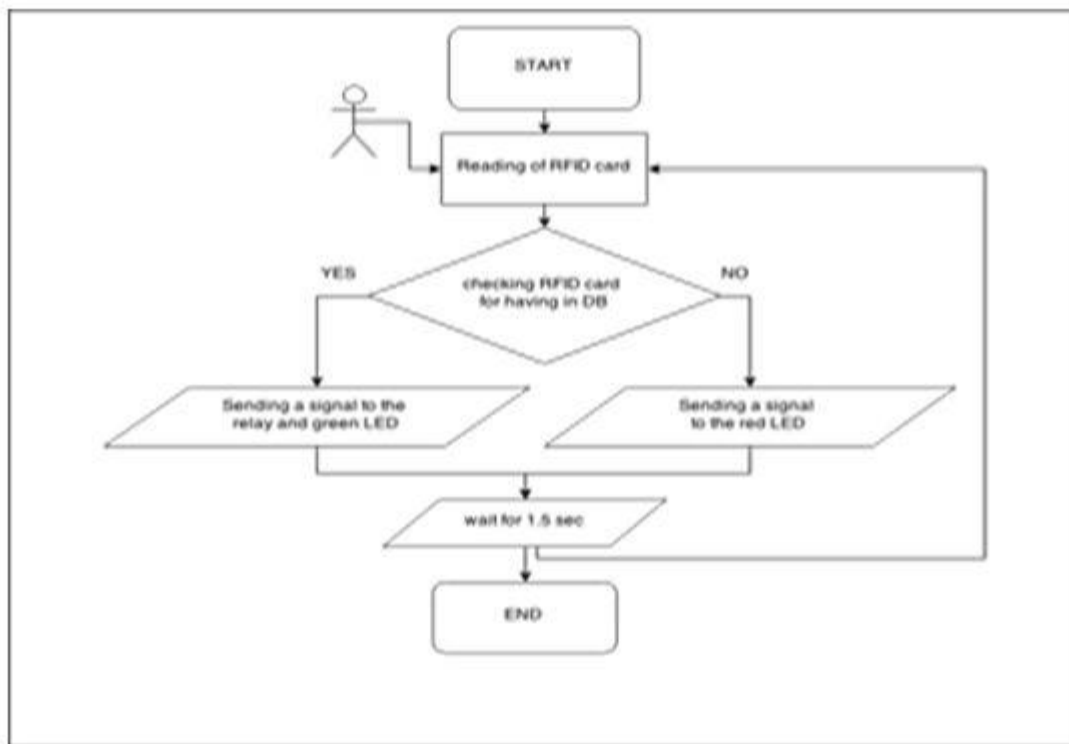 START
Reading of RFID card
YES
NO
checking RFID card
for having in DB
Sending a signal to the
relay and green LED
Sending a signal
to the red LED
wait for 1.5 sec
END